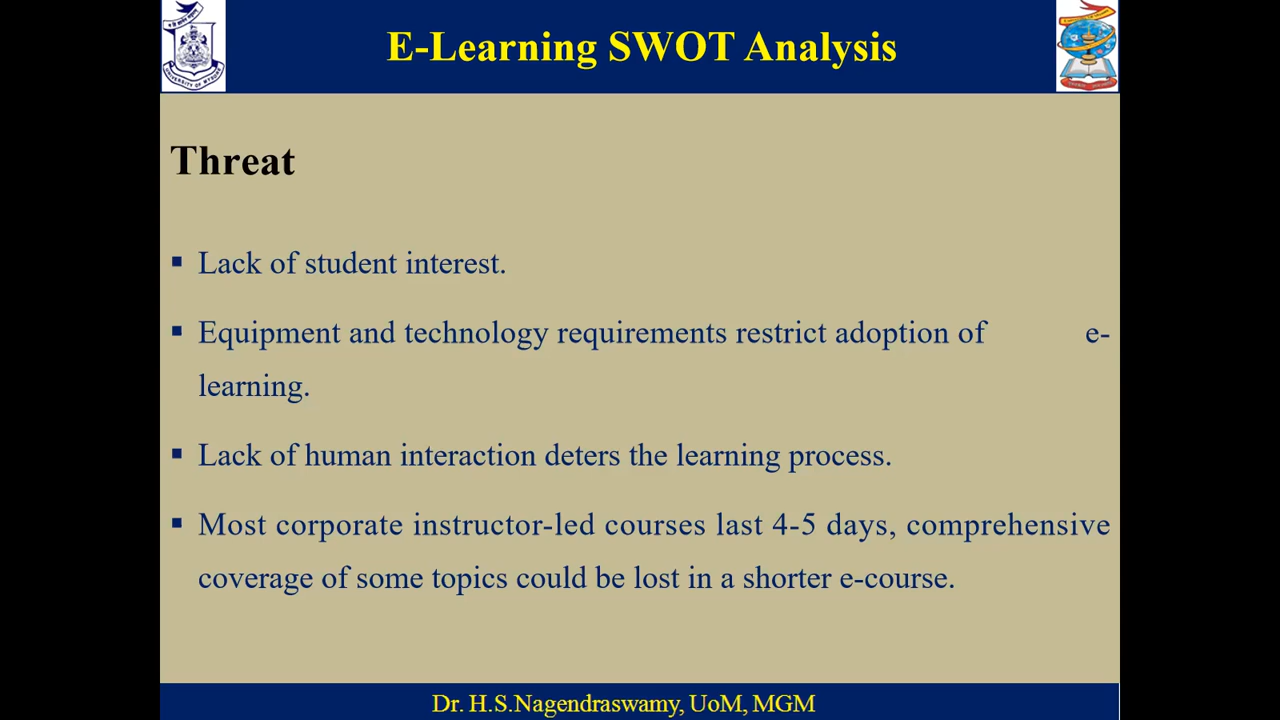 E-Learning SWOT Analysis
Threat
▪ Lack of student interest.
▪ Equipment and technology requirements restrict adoption of e-
learning.
▪ Lack of human interaction deters the learning process.
▪ Most corporate instructor-led courses last 4-5 days, comprehensive
coverage of some topics could be lost in a shorter e-course.
Dr. H.S.Nagendraswamy, UoM, MGM